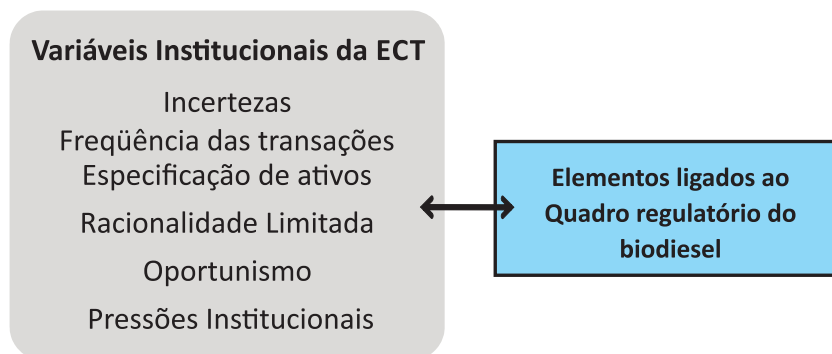 Variáveis Institucionais da ECT
Incertezas
Freqüência das transações
Especificação de ativos
Racionalidade Limitada
Oportunismo
Pressões Institucionais
Elementos ligados ao
Quadro regulatório do
biodiesel